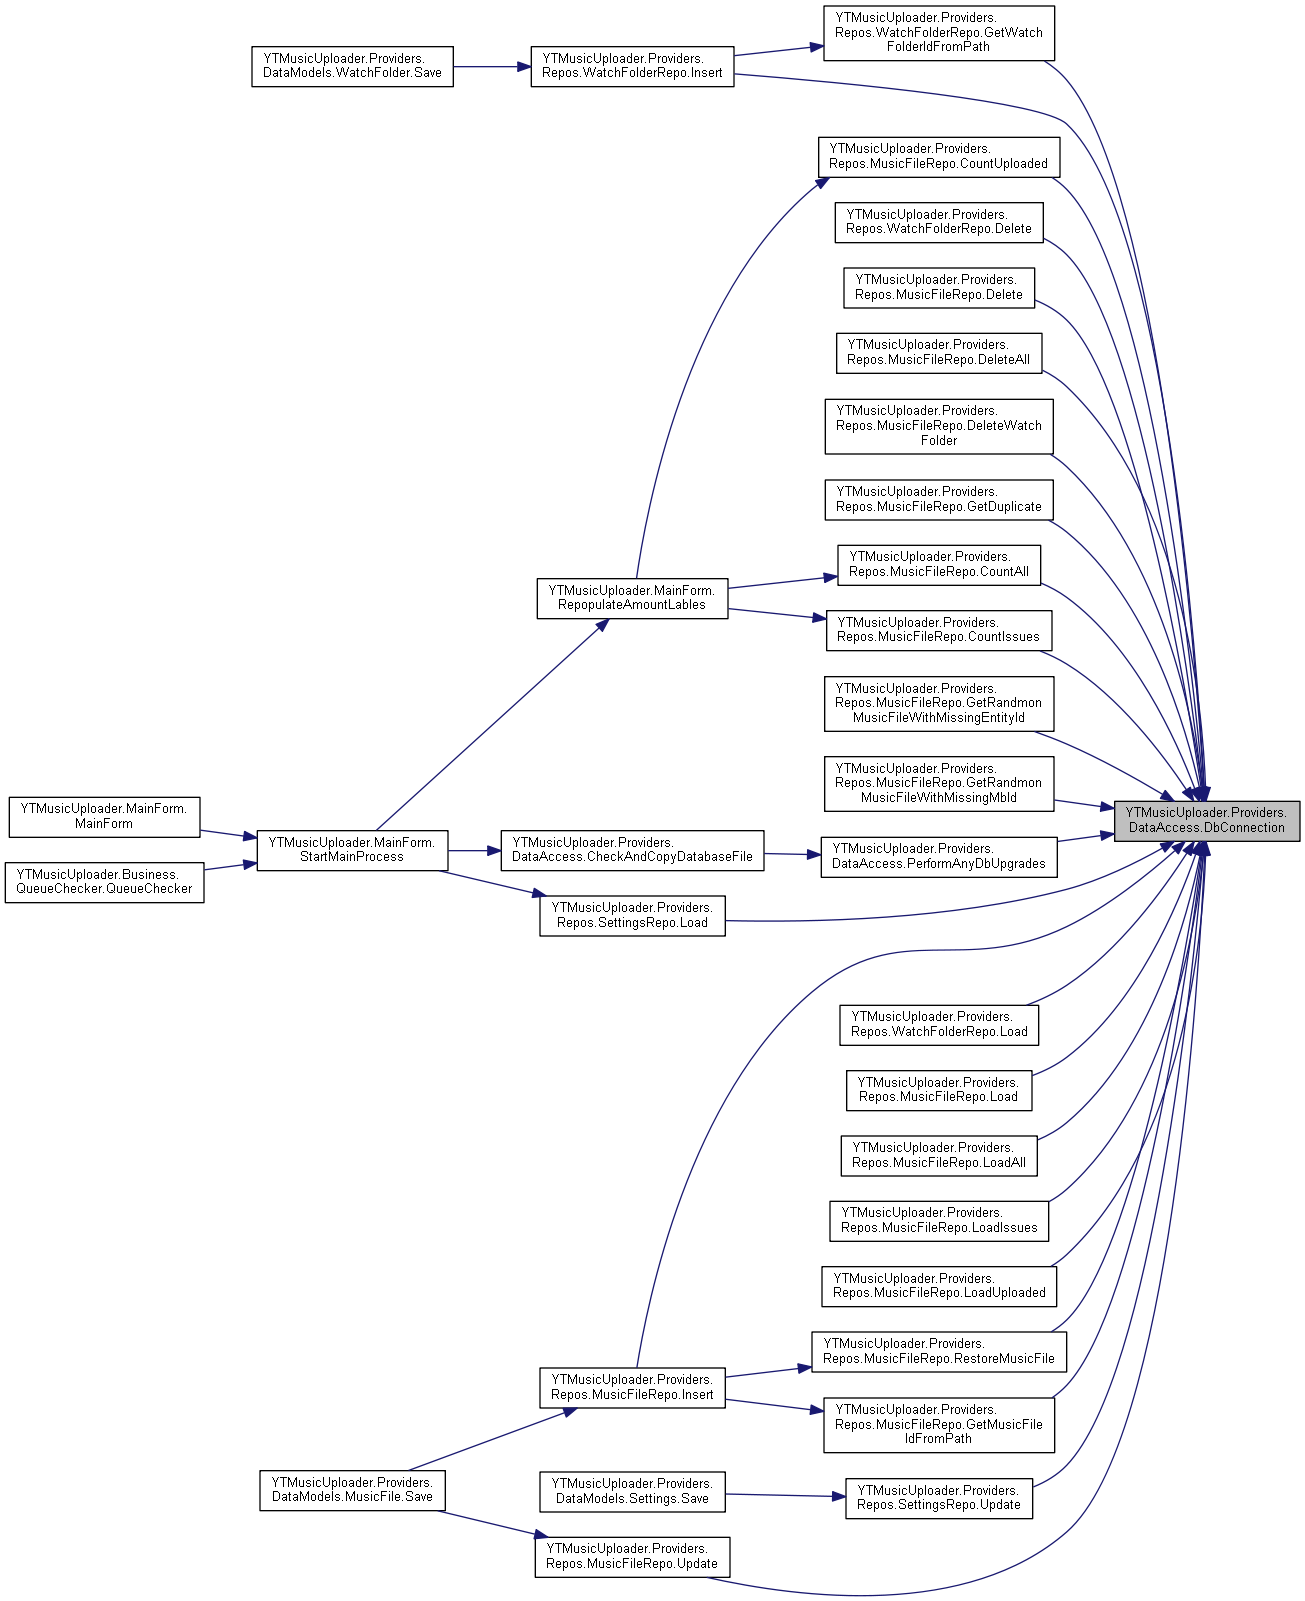 YTMusicUploader.Providers.
Repos.WatchFolderRepo.GetWatch
FolderIdFromPath
YTMusicUploader.Providers.
DataModels.WatchFolder.Save
YTMusicUploader.Providers.
Repos.WatchFolderRepo.Insert
YTMusicUploader.Providers.
Repos.MusicFileRepo.CountUploaded
YTMusicUploader.Providers.
Repos.WatchFolderRepo.Delete
YTMusicUploader.Providers.
Repos.MusicFileRepo.Delete
YTMusicUploader.Providers.
Repos.MusicFileRepo.DeleteAll
YTMusicUploader.Providers.
Repos.MusicFileRepo.DeleteWatch
Folder
YTMusicUploader.Providers.
Repos.MusicFileRepo.GetDuplicate
YTMusicUploader.Providers.
Repos.MusicFileRepo.CountAll
YTMusicUploader.MainForm.
RepopulateAmountLables
YTMusicUploader.Providers.
Repos.MusicFileRepo.CountIssues
YTMusicUploader.Providers.
Repos.MusicFileRepo.GetRandmon
MusicFileWithMissingEntityId
YTMusicUploader.Providers.
Repos.MusicFileRepo.GetRandmon
MusicFileWithMissingMbId
YTMusicUploader.Providers.
DataAccess.DbConnection
YTMusicUploader.MainForm.
MainForm
YTMusicUploader.MainForm.
StartMainProcess
YTMusicUploader.Providers.
DataAccess.CheckAndCopyDatabaseFile
YTMusicUploader.Providers.
DataAccess.PerformAnyDbUpgrades
YTMusicUploader.Business.
QueueChecker.QueueChecker
YTMusicUploader.Providers.
Repos.SettingsRepo.Load
YTMusicUploader.Providers.
Repos.WatchFolderRepo.Load
YTMusicUploader.Providers.
Repos.MusicFileRepo.Load
YTMusicUploader.Providers.
Repos.MusicFileRepo.LoadAll
YTMusicUploader.Providers.
Repos.MusicFileRepo.LoadIssues
YTMusicUploader.Providers.
Repos.MusicFileRepo.LoadUploaded
YTMusicUploader.Providers.
Repos.MusicFileRepo.RestoreMusicFile
YTMusicUploader.Providers.
Repos.MusicFileRepo.Insert
YTMusicUploader.Providers.
Repos.MusicFileRepo.GetMusicFile
IdFromPath
YTMusicUploader.Providers.
DataModels.MusicFile.Save
YTMusicUploader.Providers.
DataModels.Settings.Save
YTMusicUploader.Providers.
Repos.SettingsRepo.Update
YTMusicUploader.Providers.
Repos.MusicFileRepo.Update